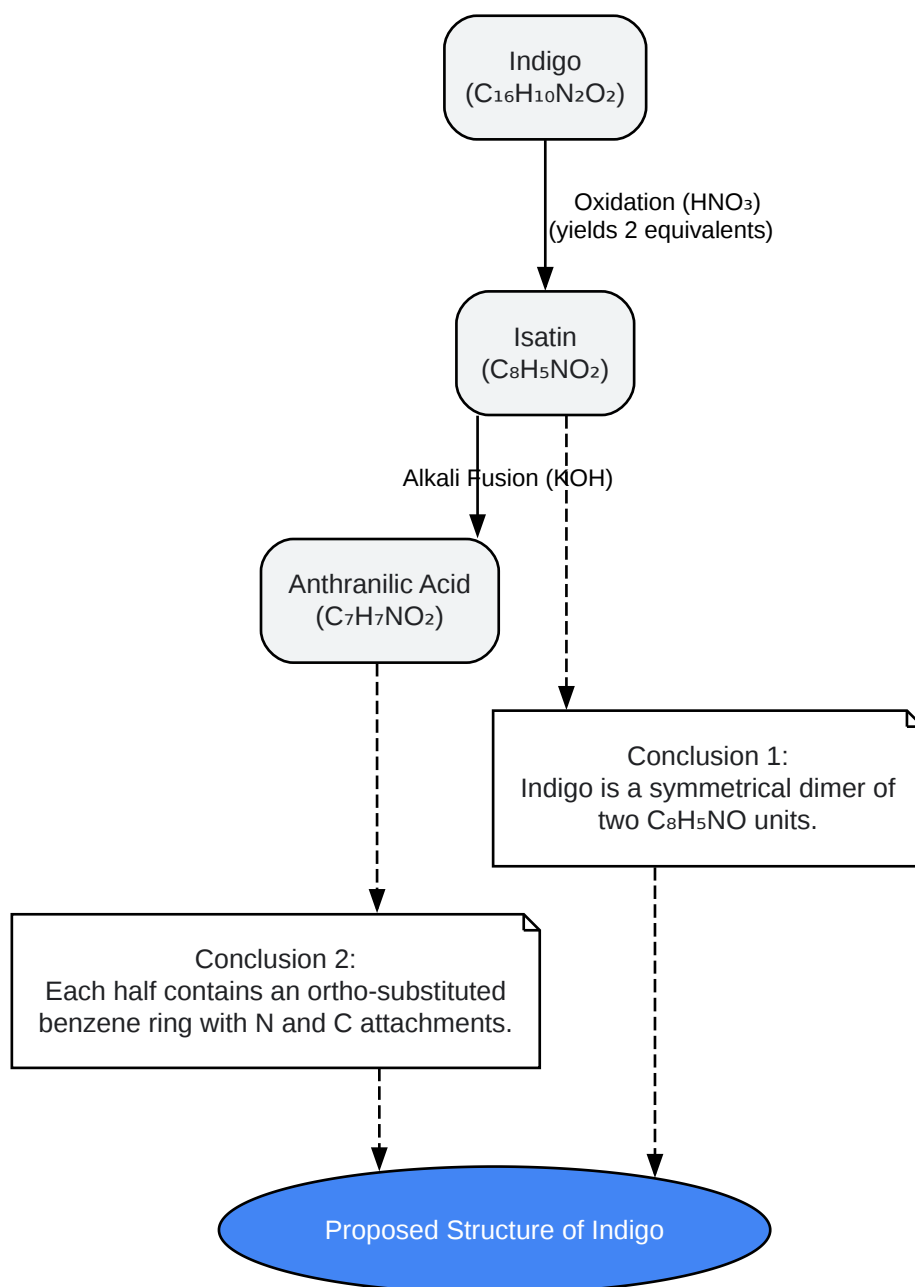 Indigo
(C₁₆H₁₀N₂O₂)
Oxidation (HNO₃)
(yields 2 equivalents)
Isatin
(C₈H₅NO₂)
Alkali Fusion (KOH)
Anthranilic Acid
(C₇H₇NO₂)
Conclusion 1:
Indigo is a symmetrical dimer of
two C₈H₅NO units.
Conclusion 2:
Each half contains an ortho-substituted
benzene ring with N and C attachments.
Proposed Structure of Indigo